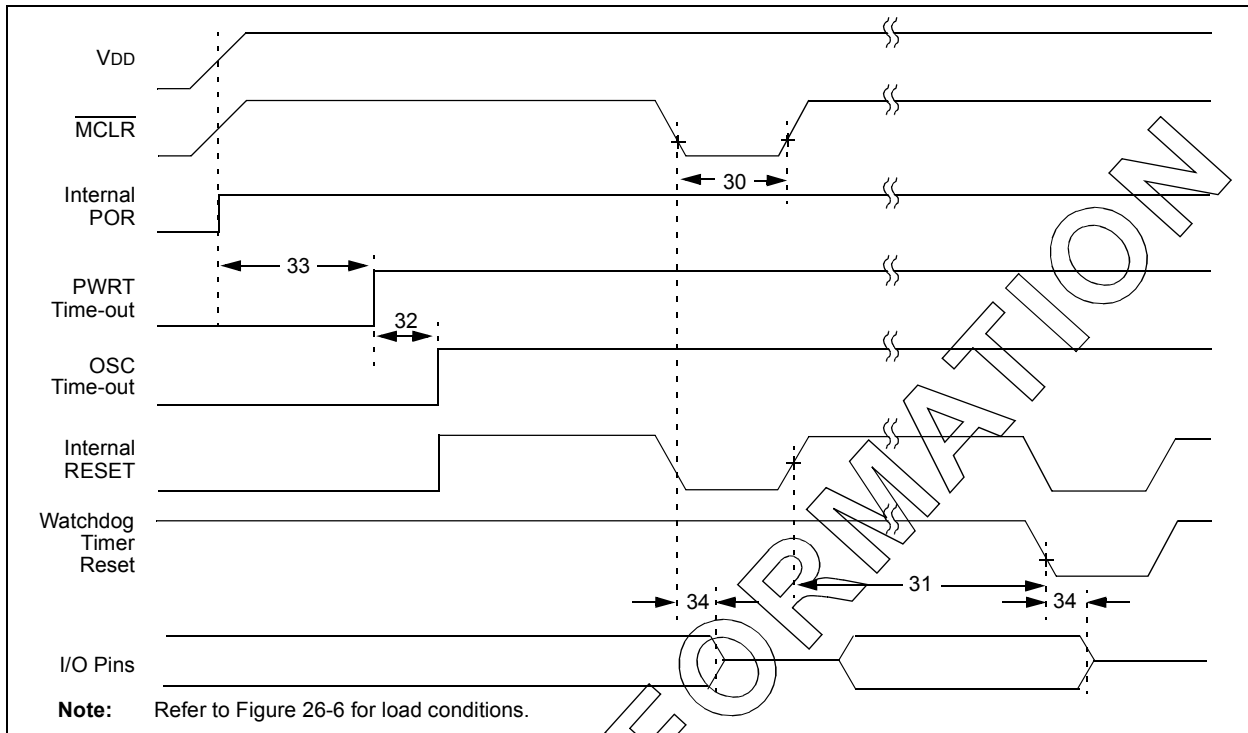 VDD
MCLR
Internal
POR
30
33
PWRT
Time-out
32
OSC
Time-out
Internal
RESET
Watchdog
Timer
Reset
31
34
34
I/O Pins
Note: Refer to Figure 26-6 for load conditions.
FORMATION